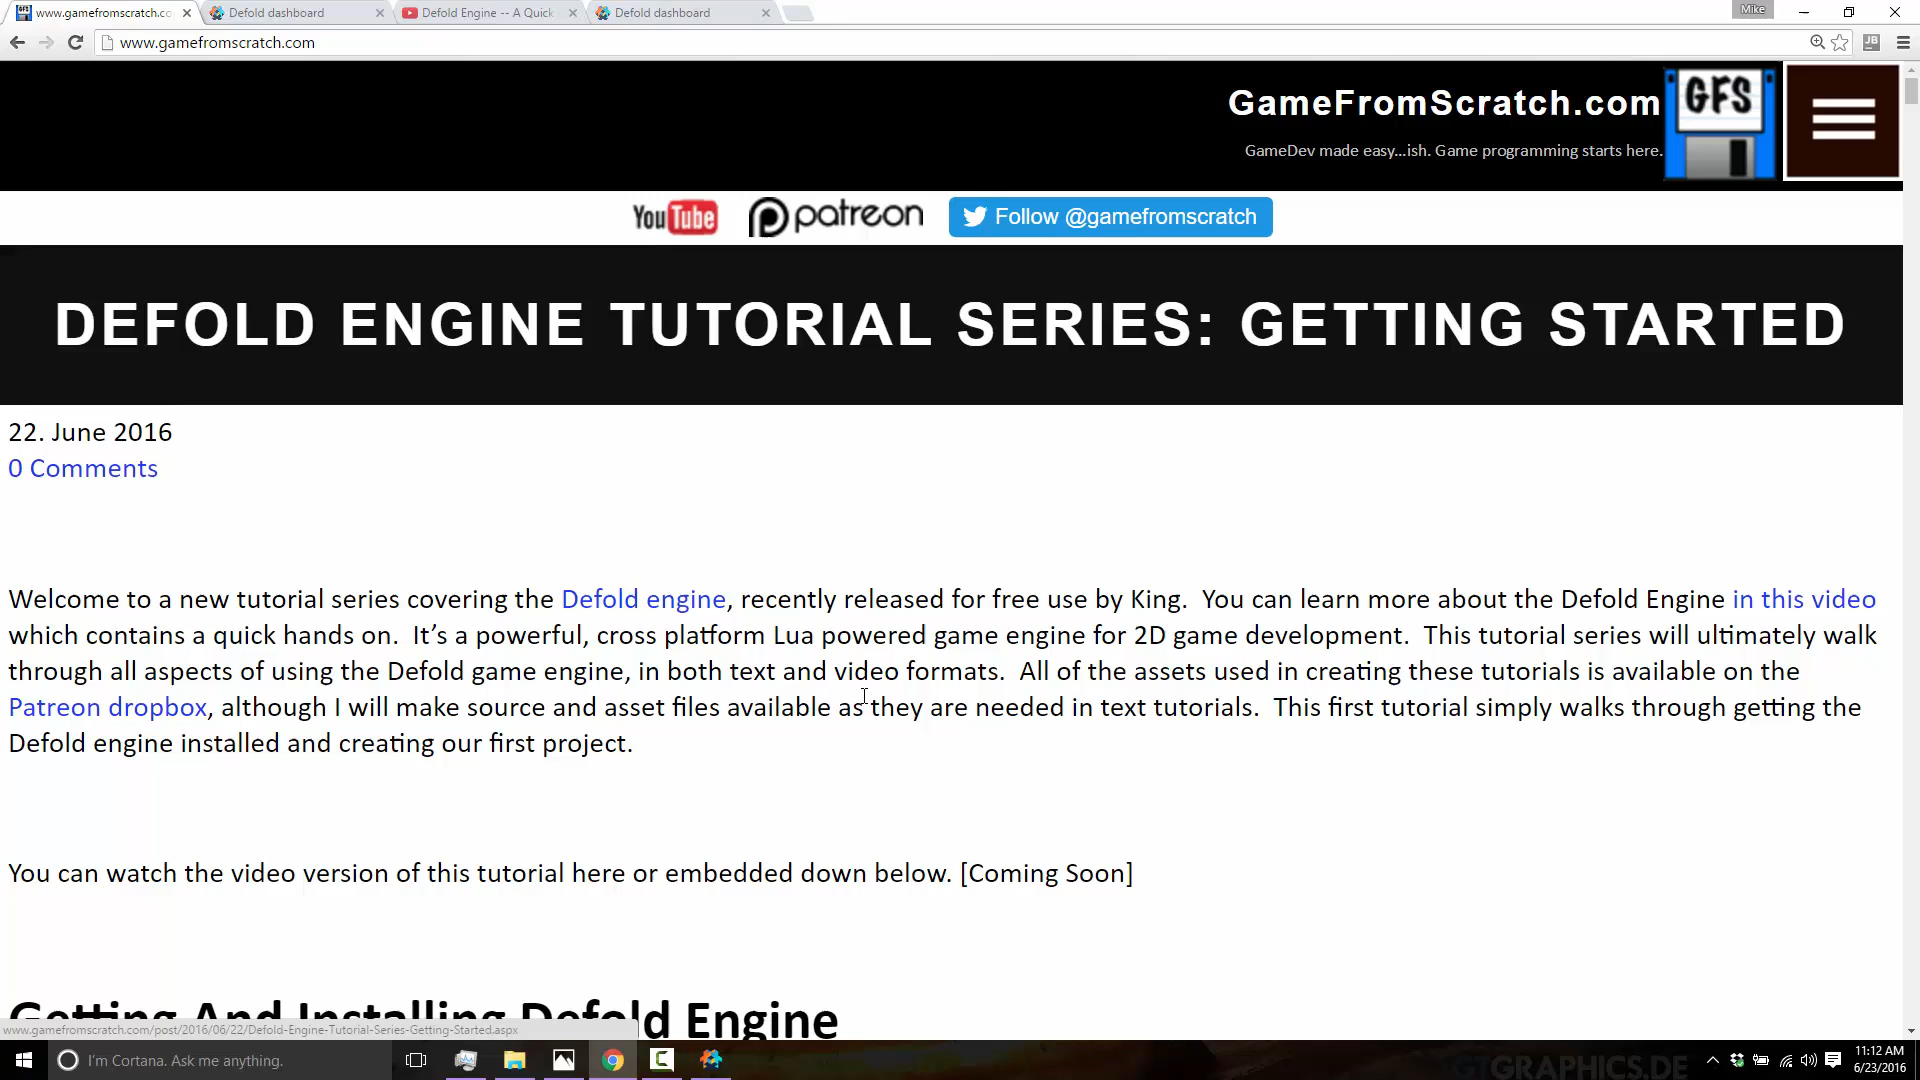 www.gamefromscratch.co
Defold dashboard
Defold Engine -- A Quick
Defold dashboard
Mike
www.gamefromscratch.com
JB
GameFromScratch.com
GFS
GameDev made easy...ish. Game programming starts here.
YouTube
patreon
Follow @gamefromscratch
DEFOLD ENGINE TUTORIAL SERIES: GETTING STARTED
22. June 2016
0 Comments
Welcome to a new tutorial series covering the Defold engine, recently released for free use by King.  You can learn more about the Defold Engine in this video
which contains a quick hands on.  It's a powerful, cross platform Lua powered game engine for 2D game development.  This tutorial series will ultimately walk
through all aspects of using the Defold game engine, in both text and video formats.  All of the assets used in creating these tutorials is available on the
Patreon dropbox, although I will make source and asset files available as they are needed in text tutorials.  This first tutorial simply walks through getting the
Defold engine installed and creating our first project.
You can watch the video version of this tutorial here or embedded down below. [Coming Soon]
Getting And Installing Defold Engine
www.gamefromscratch.com/post/2016/06/22/Defold-Engine-Tutorial-Series-Getting-Started.aspx
I'm Cortana. Ask me anything.
GTGRAPHICS.DE
11:12 AM
6/23/2016